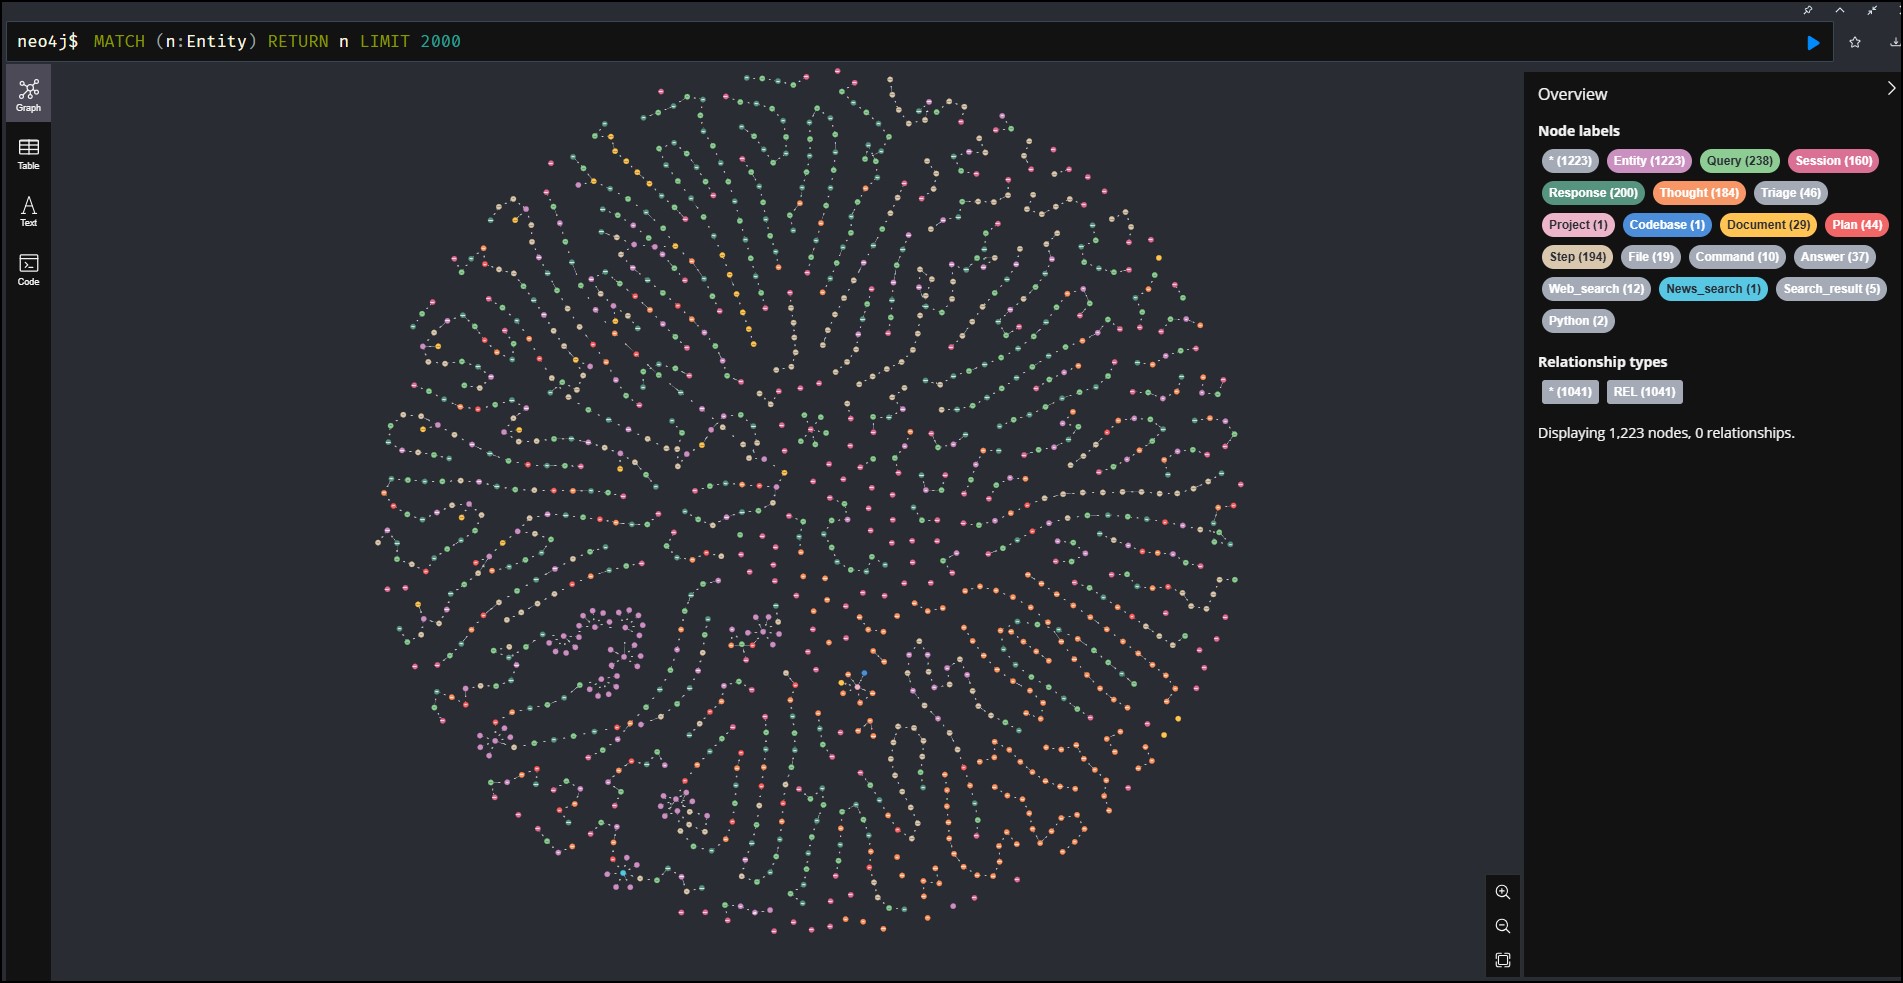 neo4j$ MATCH (n:Entity) RETURN n LIMIT 2000
Graph
Table
Text
Code
Overview
Node labels
* (1223) Entity (1223) Query (238) Session (160)
Response (200) Thought (184) Triage (46)
Project (1) Codebase (1) Document (29) Plan (44)
Step (194) File (19) Command (10) Answer (37)
Web_search (12) News_search (1) Search_result (5)
Python (2)
Relationship types
* (1041) REL (1041)
Displaying 1,223 nodes, 0 relationships.